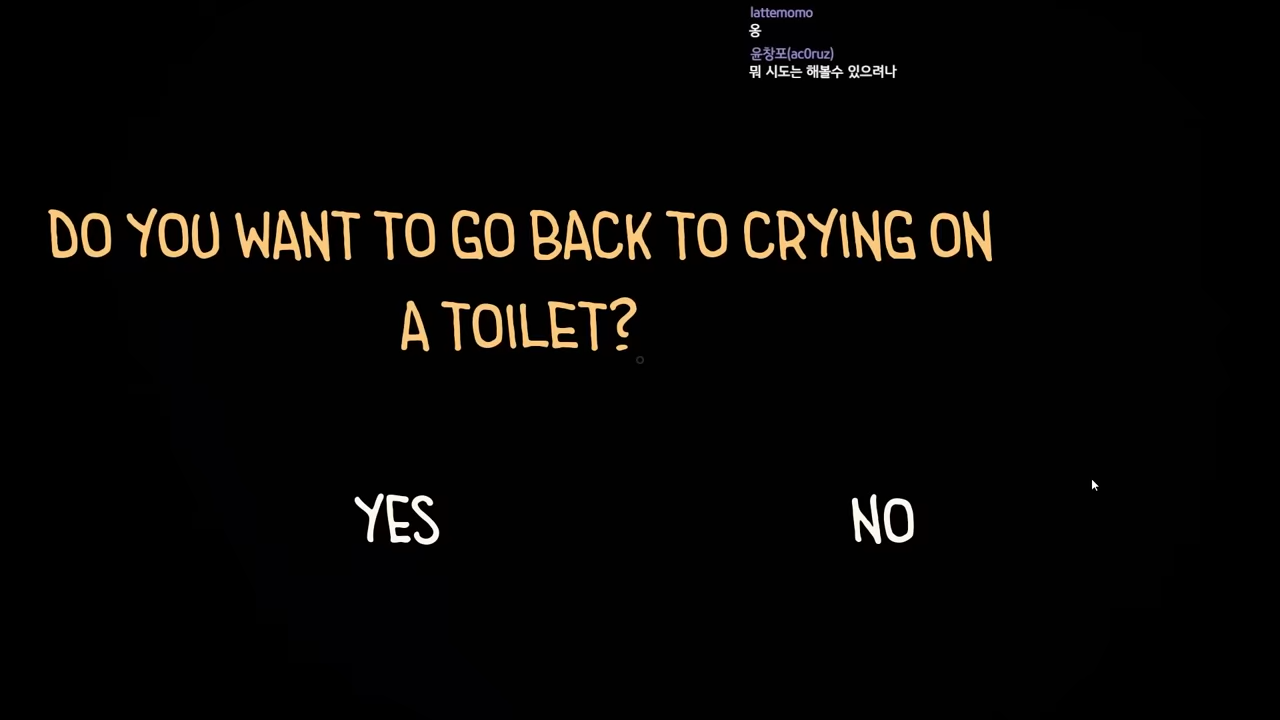 lattemomo
웅
윤창포(ac0ruz)
뭐 시도는 해볼수 있으려나
DO YOU WANT TO GO BACK TO CRYING ON
A TOILET?
YES
NO